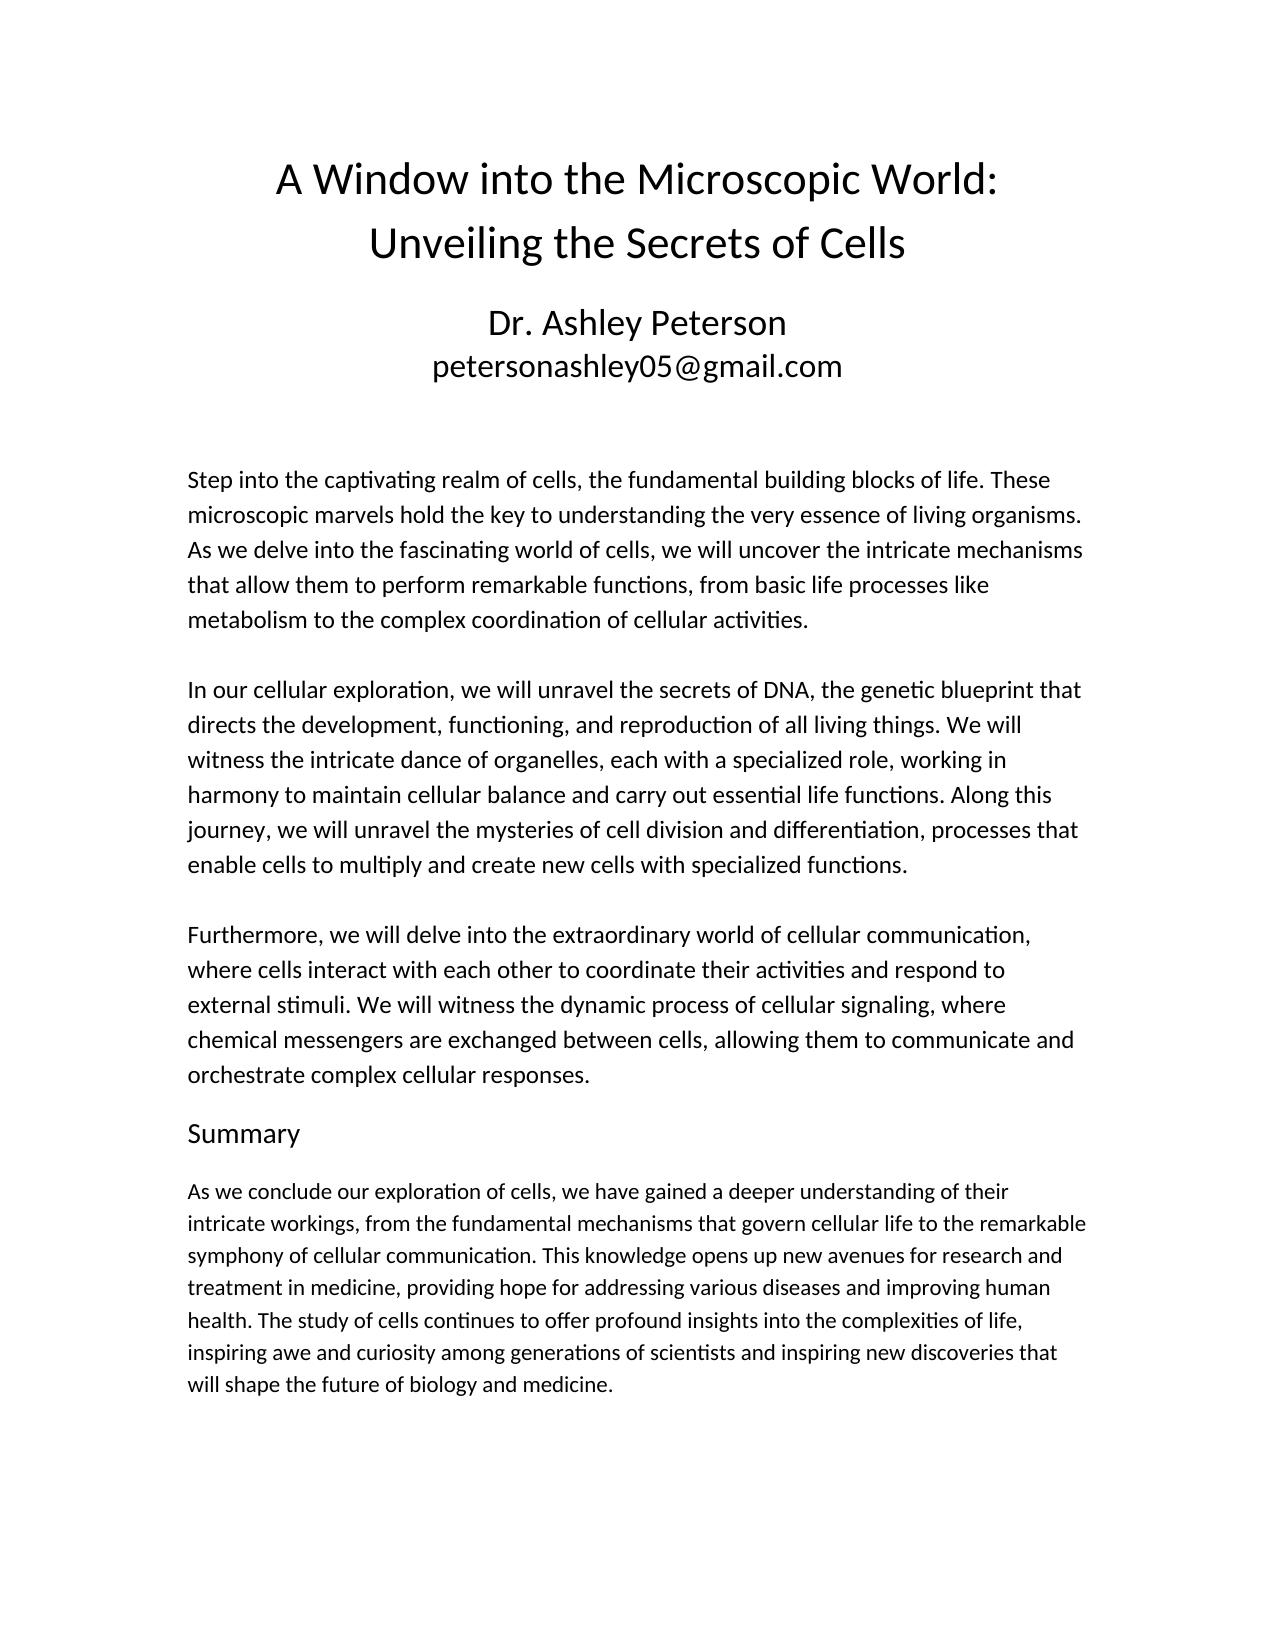 A Window into the Microscopic World:
Unveiling the Secrets of Cells
Dr. Ashley Peterson
petersonashley05@gmail.com
Step into the captivating realm of cells, the fundamental building blocks of life. These
microscopic marvels hold the key to understanding the very essence of living organisms.
As we delve into the fascinating world of cells, we will uncover the intricate mechanisms
that allow them to perform remarkable functions, from basic life processes like
metabolism to the complex coordination of cellular activities.
In our cellular exploration, we will unravel the secrets of DNA, the genetic blueprint that
directs the development, functioning, and reproduction of all living things. We will
witness the intricate dance of organelles, each with a specialized role, working in
harmony to maintain cellular balance and carry out essential life functions. Along this
journey, we will unravel the mysteries of cell division and differentiation, processes that
enable cells to multiply and create new cells with specialized functions.
Furthermore, we will delve into the extraordinary world of cellular communication,
where cells interact with each other to coordinate their activities and respond to
external stimuli. We will witness the dynamic process of cellular signaling, where
chemical messengers are exchanged between cells, allowing them to communicate and
orchestrate complex cellular responses.
Summary
As we conclude our exploration of cells, we have gained a deeper understanding of their
intricate workings, from the fundamental mechanisms that govern cellular life to the remarkable
symphony of cellular communication. This knowledge opens up new avenues for research and
treatment in medicine, providing hope for addressing various diseases and improving human
health. The study of cells continues to offer profound insights into the complexities of life,
inspiring awe and curiosity among generations of scientists and inspiring new discoveries that
will shape the future of biology and medicine.